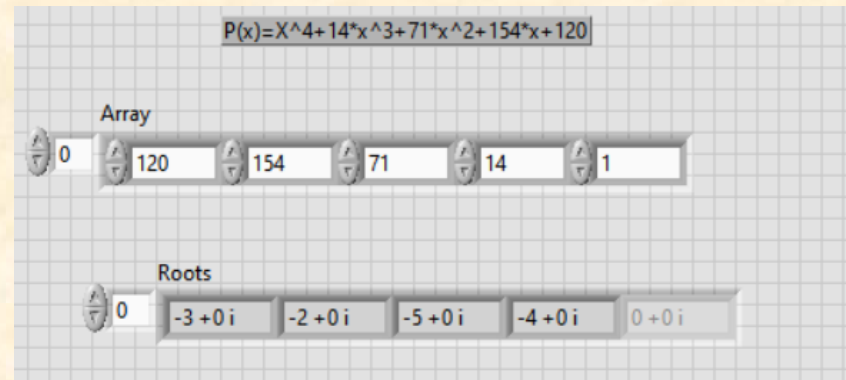 P(x)=X^4+14*x^3+71*x^2+154*x+120
Array
0 120 154 71 14 1
Roots
0 -3 +0 i -2 +0 i -5 +0 i -4 +0 i 0 +0 i